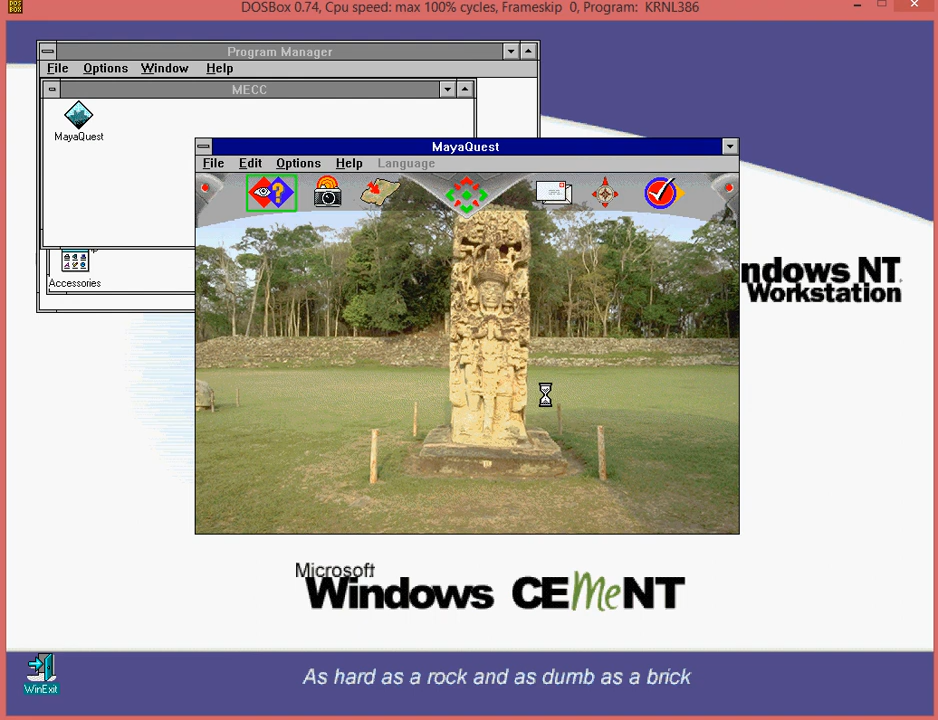 DOSBox 0.74, Cpu speed: max 100% cycles, Frameskip 0, Program: KRNL386
Program Manager
File Options Window Help
MECC
MayaQuest
MayaQuest
File Edit Options Help Language
Accessories
ndows NT
Workstation
Microsoft
Windows CEMeNT
WinExit
As hard as a rock and as dumb as a brick